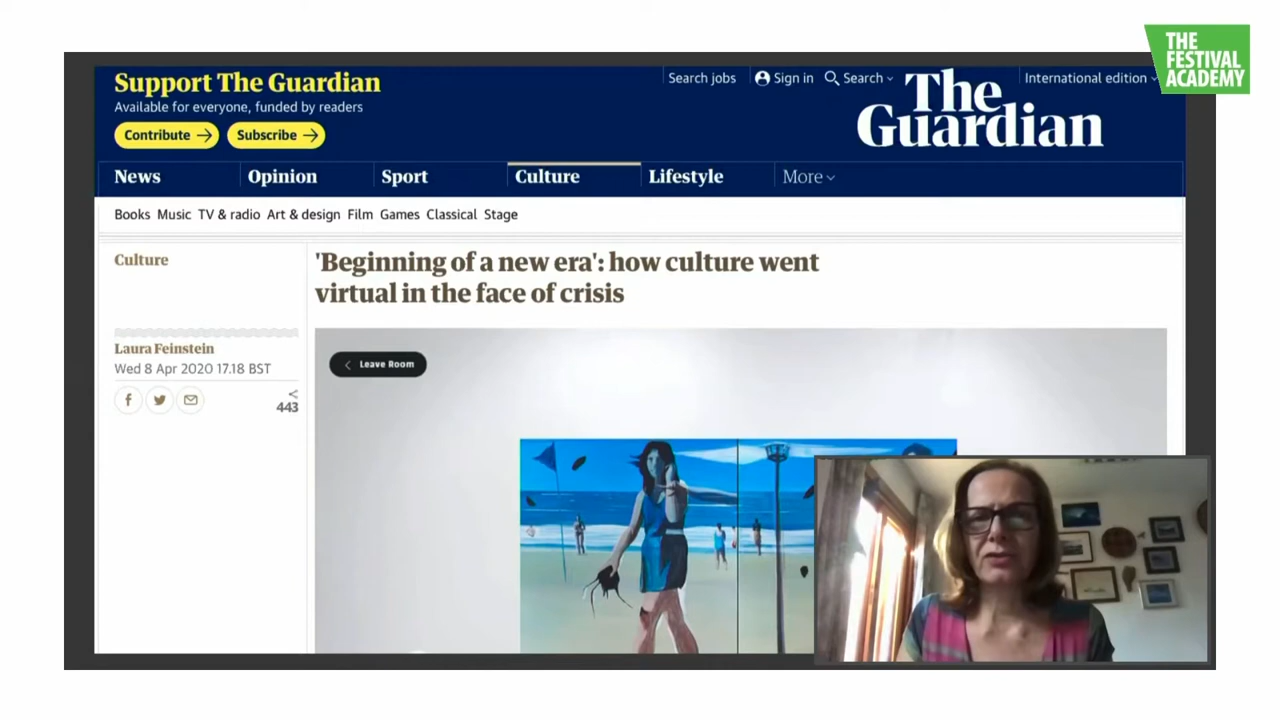 THE
FESTIVAL
ACADEMY
Support The Guardian
Available for everyone, funded by readers
Contribute
Subscribe
Search jobs
Sign in
Search
International edition
The
Guardian
News
Opinion
Sport
Culture
Lifestyle
More
Books Music TV & radio Art & design Film Games Classical Stage
Culture
'Beginning of a new era': how culture went
virtual in the face of crisis
Laura Feinstein
Wed 8 Apr 2020 17.18 BST
443
Leave Room